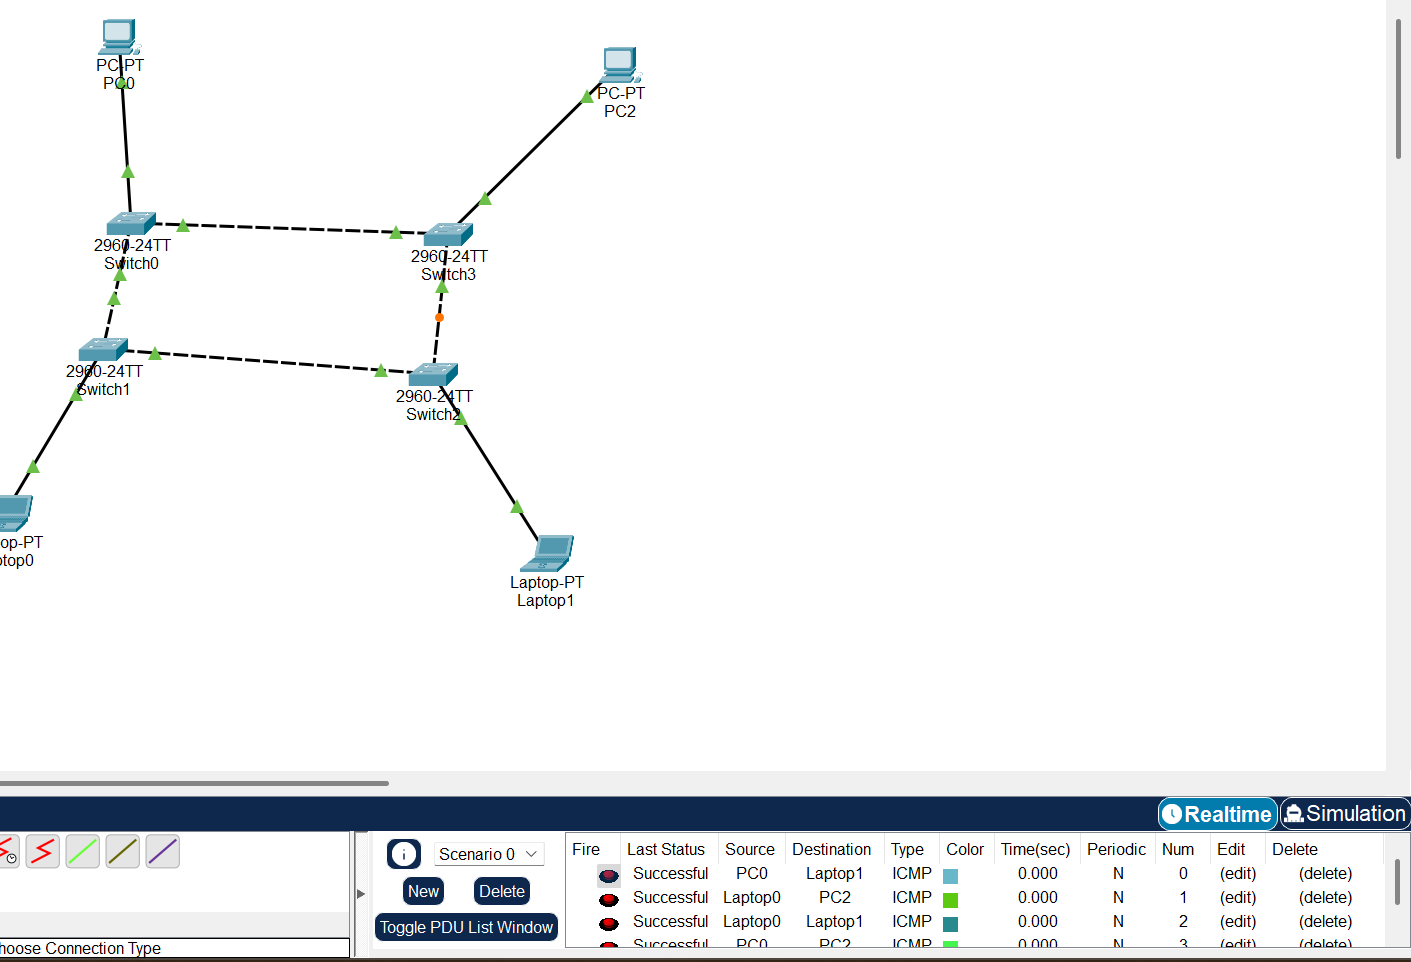 PC-PT
PC0
PC-PT
PC2
2960-24TT
Switch0
2960-24TT
Switch3
2960-24TT
Switch1
2960-24TT
Switch2
op-PT
top0
Laptop-PT
Laptop1
Realtime
Simulation
Scenario 0
New
Delete
Toggle PDU List Window
hoose Connection Type
Fire Last Status Source Destination Type Color Time(sec) Periodic Num Edit Delete
Successful PC0 Laptop1 ICMP 0.000 N 0 (edit) (delete)
Successful Laptop0 PC2 ICMP 0.000 N 1 (edit) (delete)
Successful Laptop0 Laptop1 ICMP 0.000 N 2 (edit) (delete)
Successful PC0 PC2 ICMP 0.000 N 3 (edit) (delete)